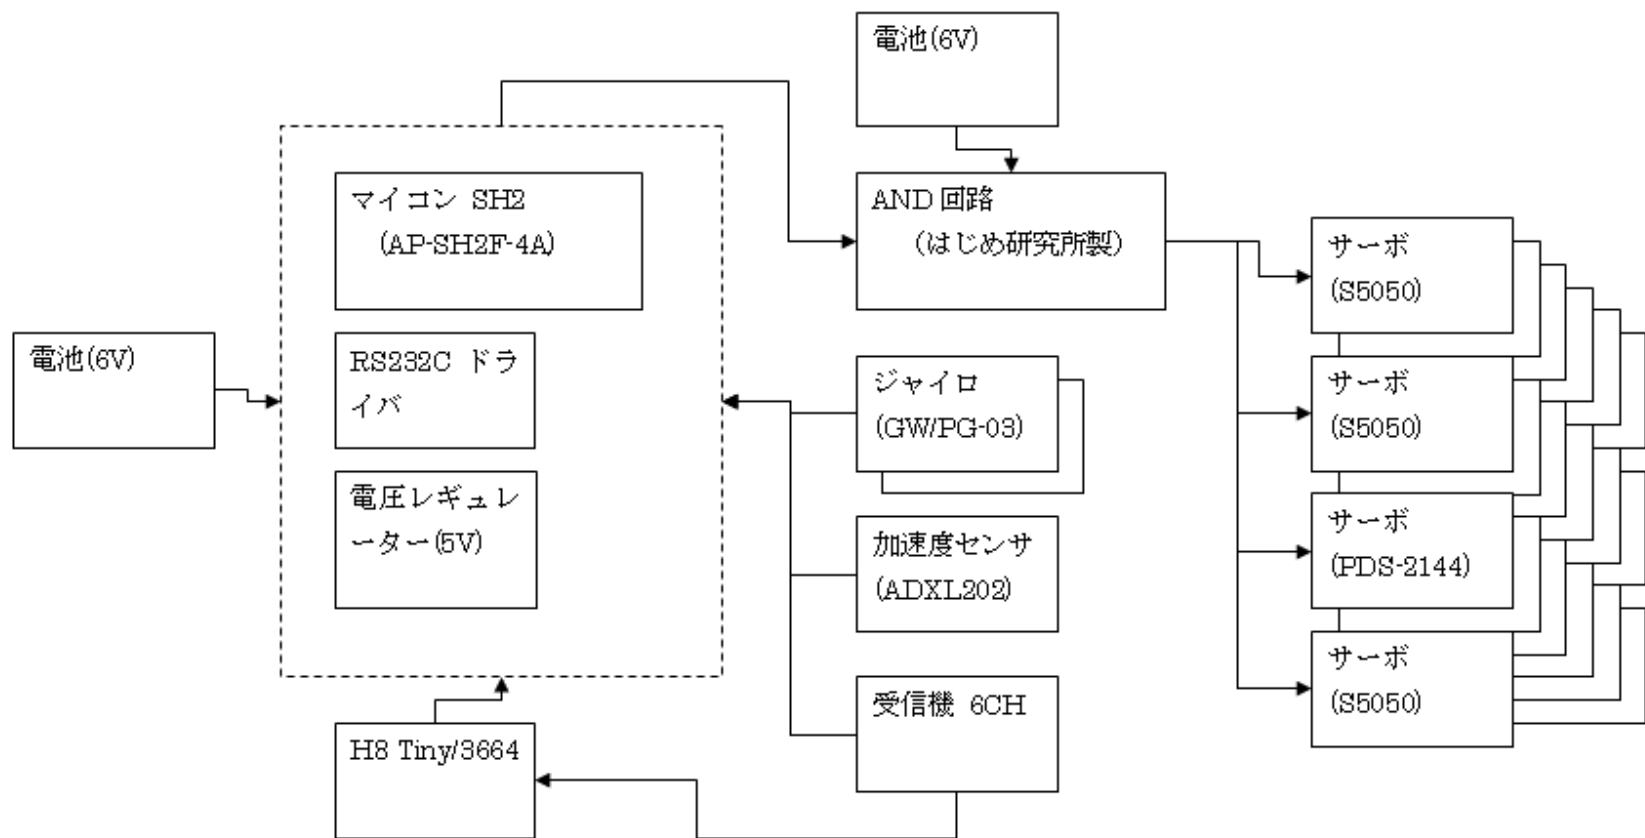 電池(6V)
マイコン SH2
(AP-SH2F-4A)
AND 回路
(はじめ研究所製)
サーボ
(S5050)
電池(6V)
RS232C ドラ
イバ
ジャイロ
(GW/PG-03)
サーボ
(S5050)
電圧レギュレ
ーター(5V)
加速度センサ
(ADXL202)
サーボ
(PDS-2144)
サーボ
(S5050)
受信機 6CH
H8 Tiny/3664